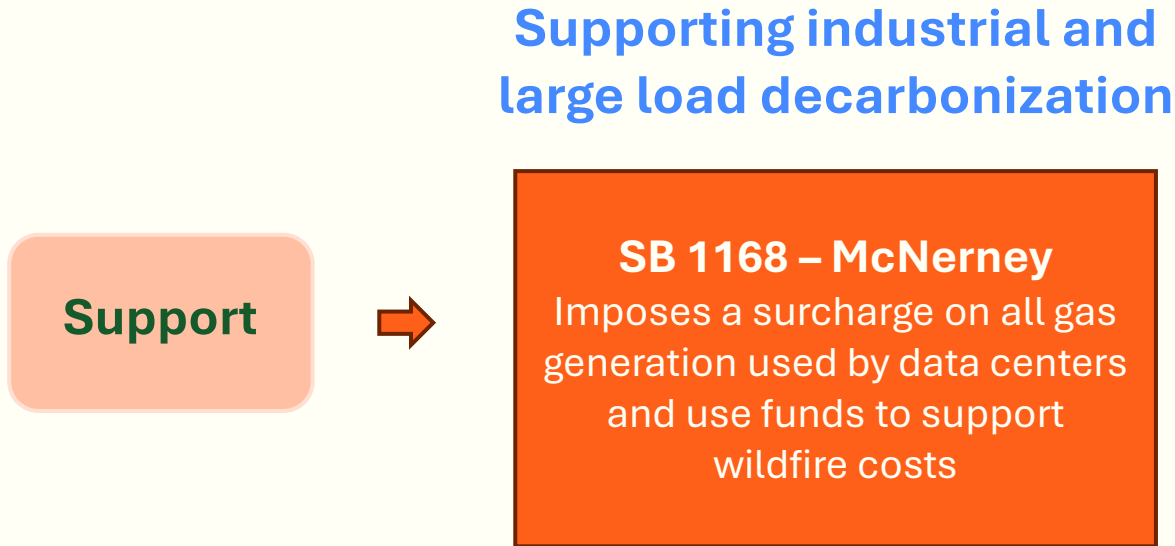 Supporting industrial and
large load decarbonization
Support
SB 1168 – McNerney
Imposes a surcharge on all gas
generation used by data centers
and use funds to support
wildfire costs